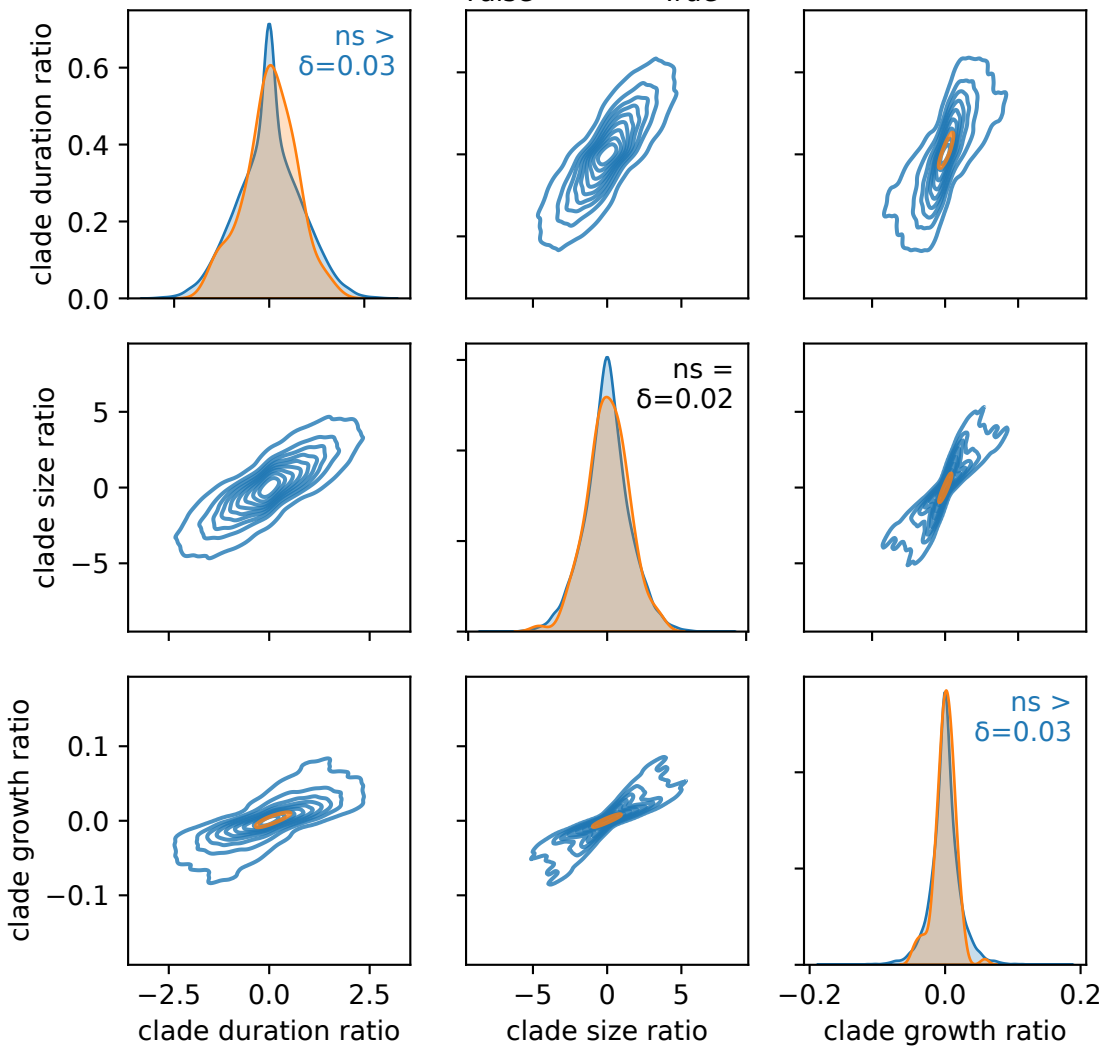 clade duration ratio
0.6
0.4
0.2
0.0
ns >
δ=0.03
clade size ratio
5
0
−5
ns =
δ=0.02
clade growth ratio
0.1
0.0
−0.1
ns >
δ=0.03
−2.5 0.0 2.5
−5 0 5
−0.2 0.0 0.2
clade duration ratio
clade size ratio
clade growth ratio